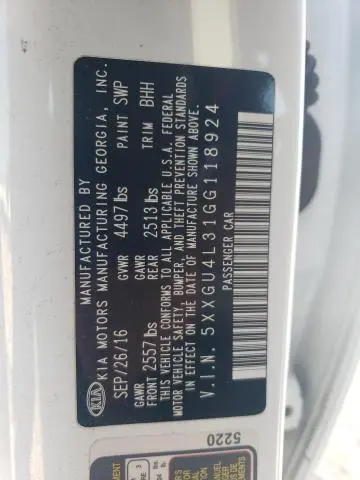 MANUFACTURED BY
KIA KIA MOTORS MANUFACTURING GEORGIA, INC.
SEP/26/16 GVWR 4497 lbs PAINT SWP
GAWR FRONT 2557 lbs GAWR REAR 2513 lbs TRIM BHH
THIS VEHICLE CONFORMS TO ALL APPLICABLE U.S.A. FEDERAL
MOTOR VEHICLE SAFETY, BUMPER, AND THEFT PREVENTION STANDARDS
IN EFFECT ON THE DATE OF MANUFACTURE SHOWN ABOVE.
V.I.N. 5XXGU4L31GG118924
PASSENGER CAR
5220